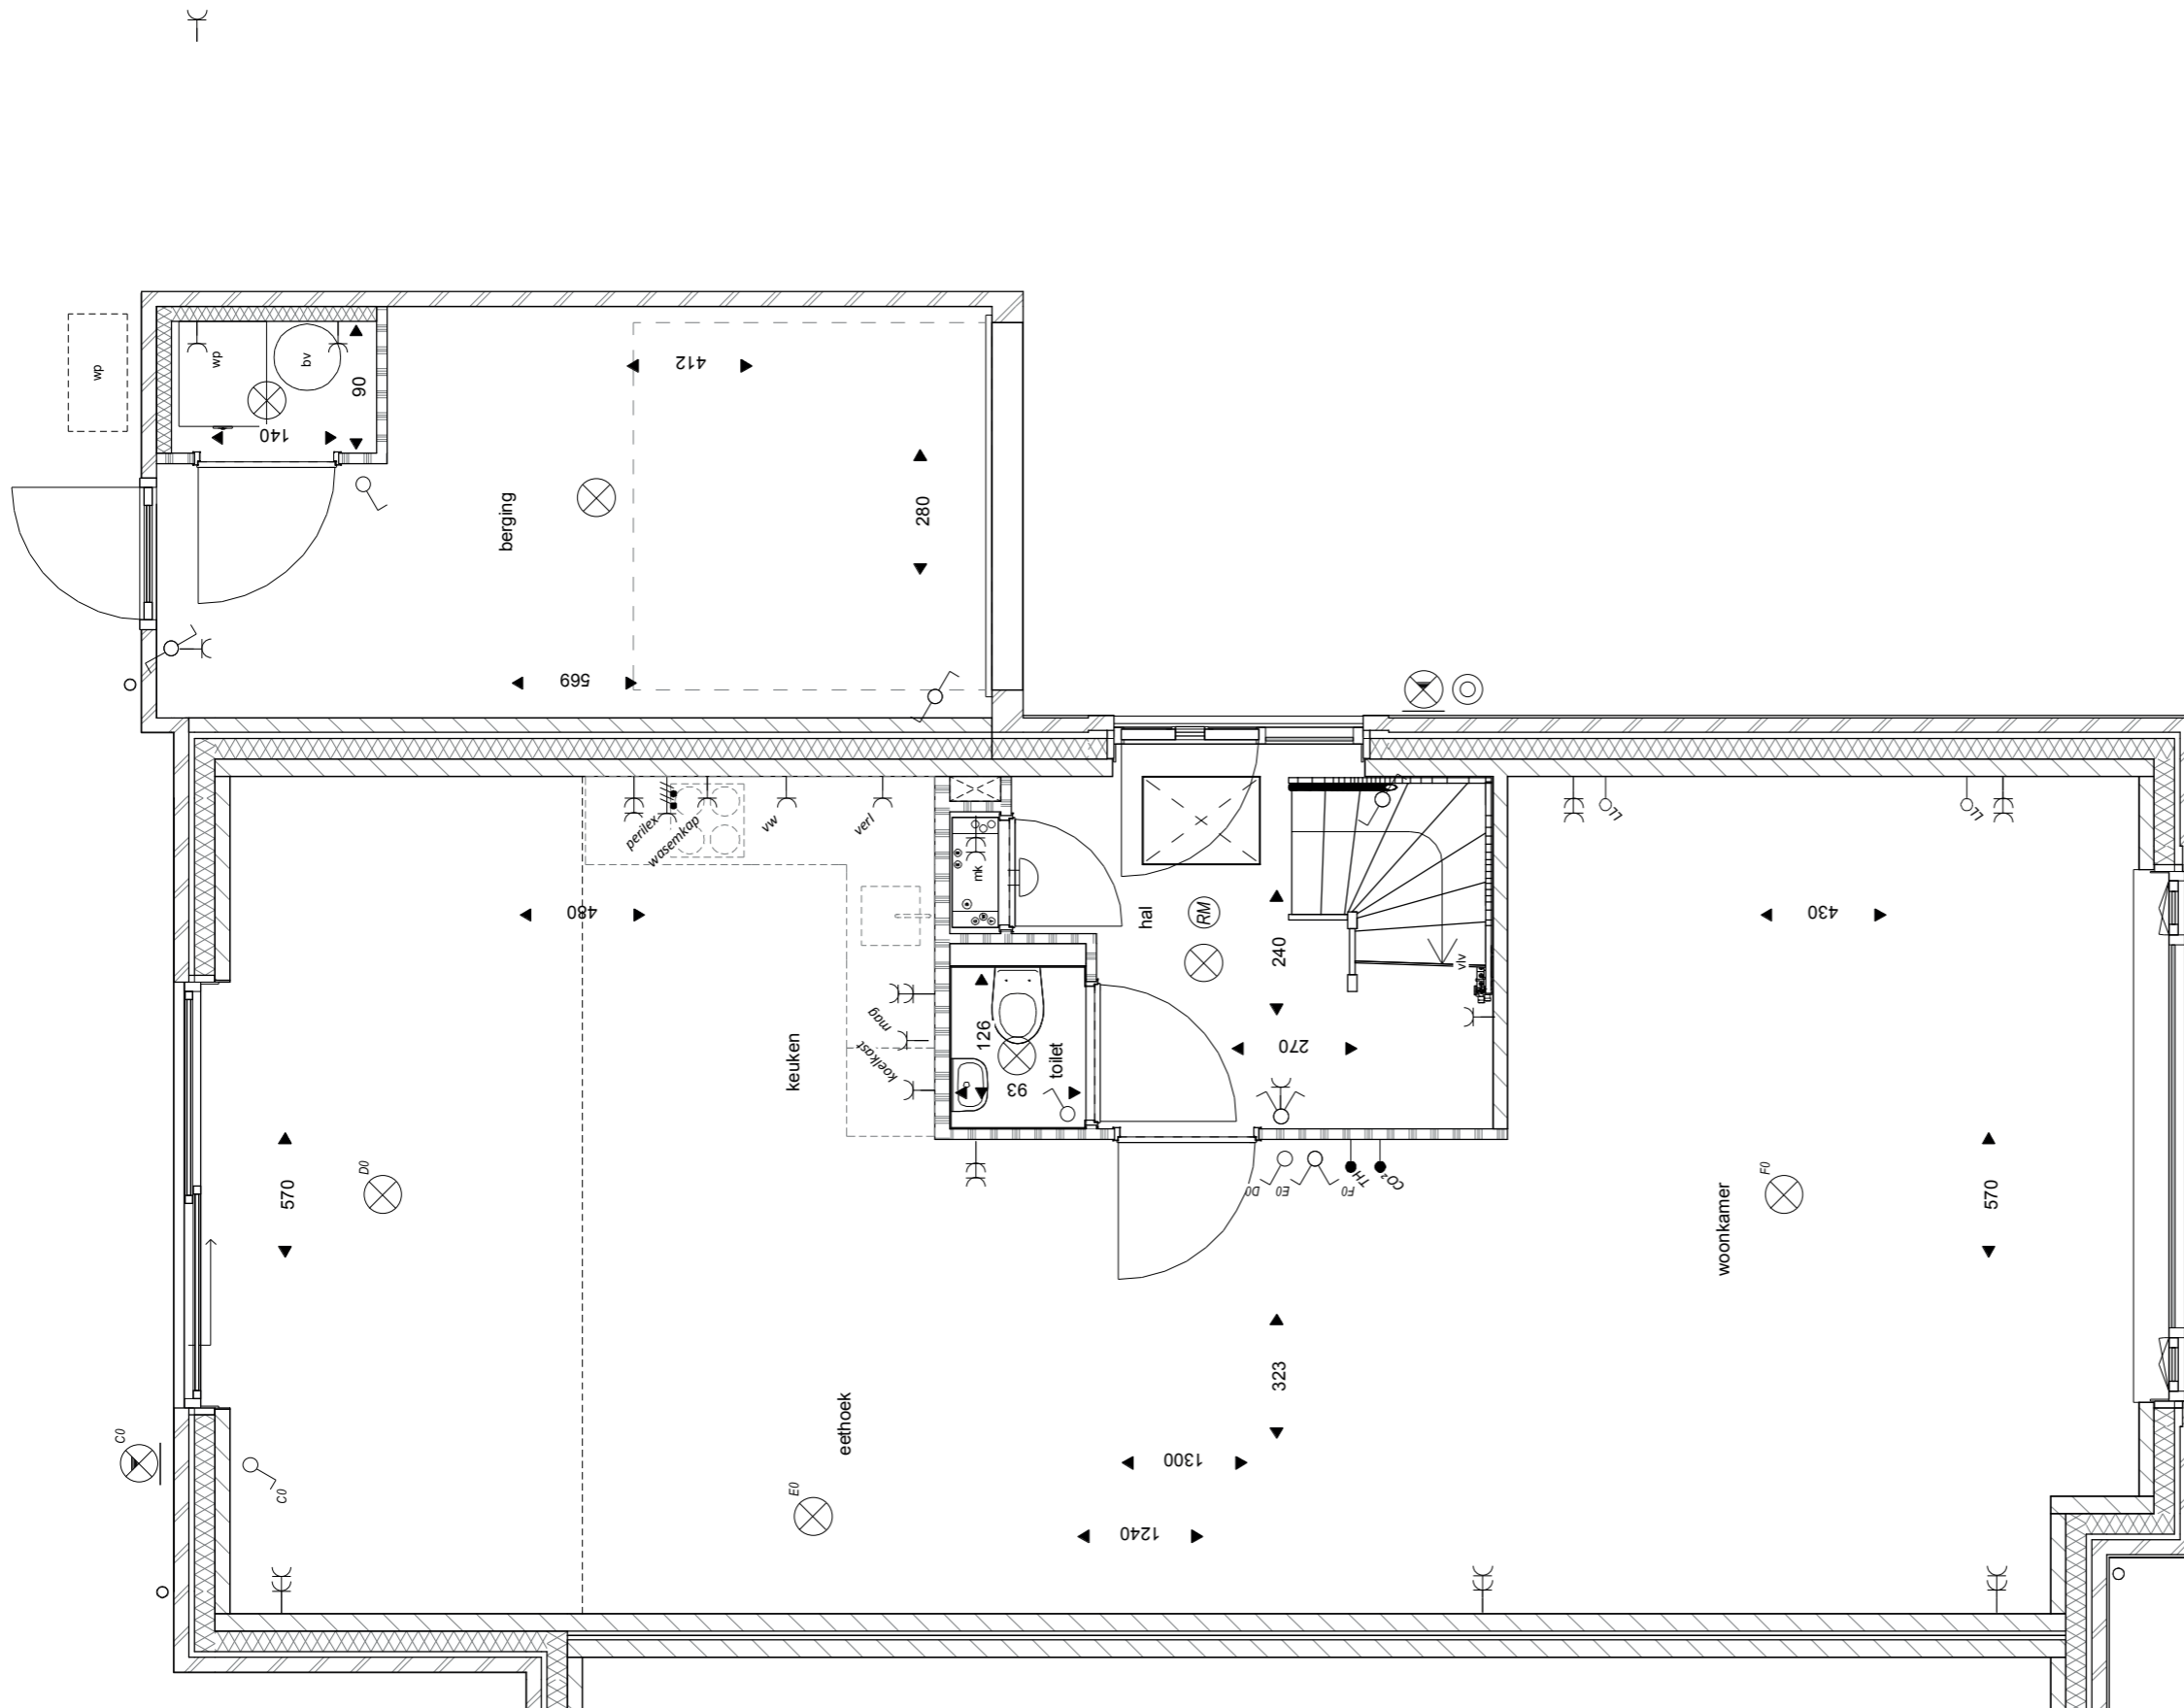 wp
wp
bv
90
140
412
280
berging
569
perilex
wasemkap
vw
verl
mk
hal
RM
240
vlv
LL
LL
480
430
mag
koelkast
keuken
126
93
toilet
270
570
D0
D0
E0
F0
TH
CO²
woonkamer
F0
570
323
eethoek
1300
C0
C0
E0
1240